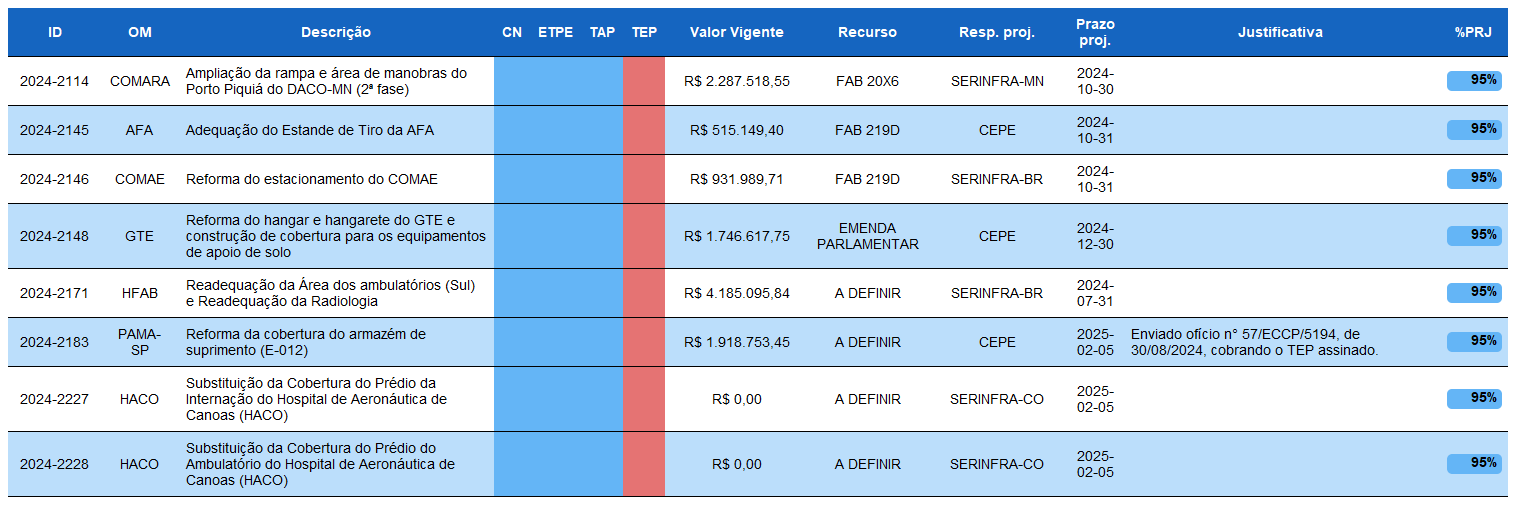 ID OM Descrição CN ETPE TAP TEP Valor Vigente Recurso Resp. proj. Prazo proj. Justificativa %PRJ
2024-2114 COMARA Ampliação da rampa e área de manobras do Porto Piquiá do DACO-MN (2ª fase) R$ 2.287.518,55 FAB 20X6 SERINFRA-MN 2024-10-30 95%
2024-2145 AFA Adequação do Estande de Tiro da AFA R$ 515.149,40 FAB 219D CEPE 2024-10-31 95%
2024-2146 COMAE Reforma do estacionamento do COMAE R$ 931.989,71 FAB 219D SERINFRA-BR 2024-10-31 95%
2024-2148 GTE Reforma do hangar e hangarete do GTE e construção de cobertura para os equipamentos de apoio de solo R$ 1.746.617,75 EMENDA PARLAMENTAR CEPE 2024-12-30 95%
2024-2171 HFAB Readequação da Área dos ambulatórios (Sul) e Readequação da Radiologia R$ 4.185.095,84 A DEFINIR SERINFRA-BR 2024-07-31 95%
2024-2183 PAMA-SP Reforma da cobertura do armazém de suprimento (E-012) R$ 1.918.753,45 A DEFINIR CEPE 2025-02-05 Enviado ofício n° 57/ECCP/5194, de 30/08/2024, cobrando o TEP assinado. 95%
2024-2227 HACO Substituição da Cobertura do Prédio da Internação do Hospital de Aeronáutica de Canoas (HACO) R$ 0,00 A DEFINIR SERINFRA-CO 2025-02-05 95%
2024-2228 HACO Substituição da Cobertura do Prédio do Ambulatório do Hospital de Aeronáutica de Canoas (HACO) R$ 0,00 A DEFINIR SERINFRA-CO 2025-02-05 95%